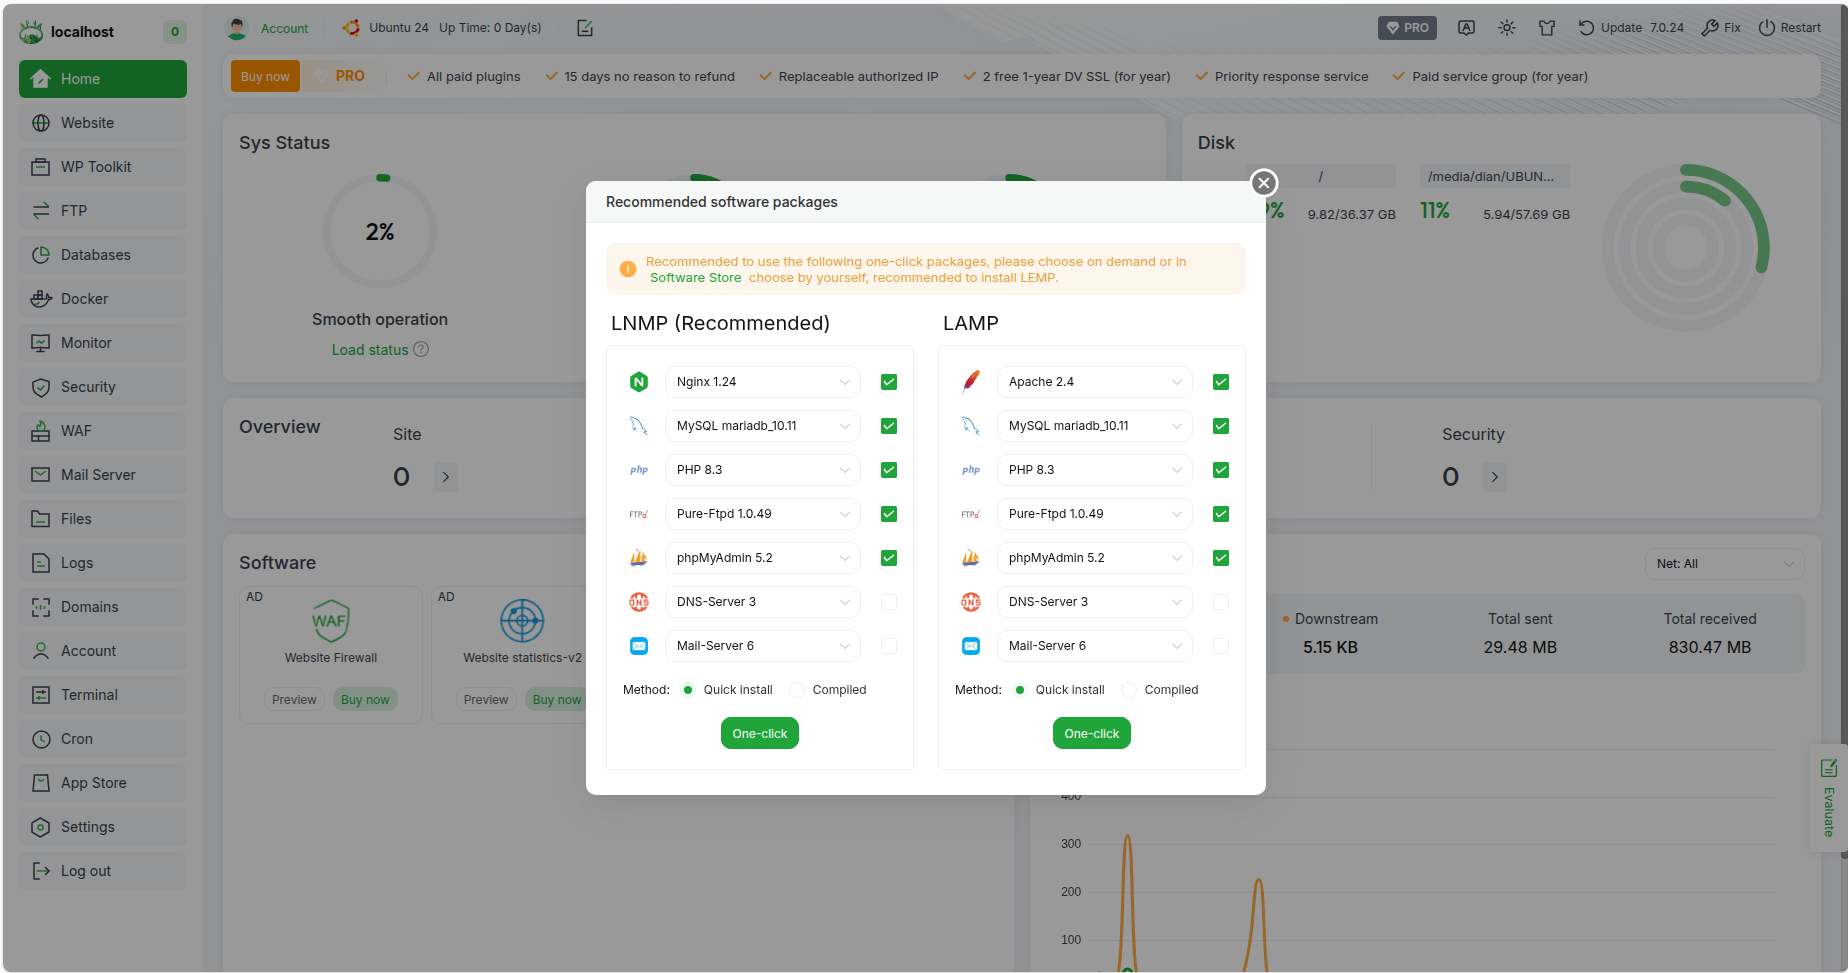 localhost
0
Account
Ubuntu 24 Up Time: 0 Day(s)
PRO
Update 7.0.24
Fix
Restart
Home
Website
WP Toolkit
FTP
Databases
Docker
Monitor
Security
WAF
Mail Server
Files
Logs
Domains
Account
Terminal
Cron
App Store
Settings
Log out
Buy now
PRO
All paid plugins
15 days no reason to refund
Replaceable authorized IP
2 free 1-year DV SSL (for year)
Priority response service
Paid service group (for year)
Sys Status
2%
Smooth operation
Load status ?
Disk
/
/media/dian/UBUN...
%
9.82/36.37 GB
11%
5.94/57.69 GB
Overview
Site
0
Security
0
Software
AD
WAF
Website Firewall
Preview
Buy now
AD
Website statistics-v2
Preview
Buy now
Net: All
Downstream
5.15 KB
Total sent
29.48 MB
Total received
830.47 MB
400
300
200
100
Evaluate
Recommended software packages
Recommended to use the following one-click packages, please choose on demand or in
Software Store choose by yourself, recommended to install LEMP.
LNMP (Recommended)
N
Nginx 1.24
MySQL mariadb_10.11
php
PHP 8.3
FTPd
Pure-Ftpd 1.0.49
phpMyAdmin 5.2
DNS
DNS-Server 3
Mail-Server 6
Method: Quick install Compiled
One-click
LAMP
Apache 2.4
MySQL mariadb_10.11
php
PHP 8.3
FTPd
Pure-Ftpd 1.0.49
phpMyAdmin 5.2
DNS
DNS-Server 3
Mail-Server 6
Method: Quick install Compiled
One-click